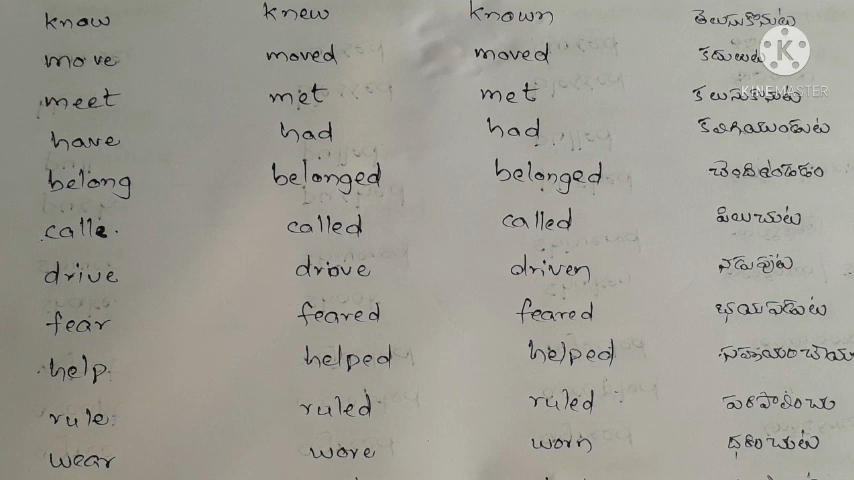 know knew known తెలుసుకొనుట
move moved moved కదులుట
KINEMASTER
meet met met కలుసుకొనుట
have had had కలిగియుండుట
belong belonged belonged చెందిఉండడం
calle. called called పిలుచుట
drive drove driven నడుపుట
fear feared feared భయపడుట
help helped helped సహాయంచేయు
rule ruled ruled పరిపాలించు
wear wore worn ధరించుట